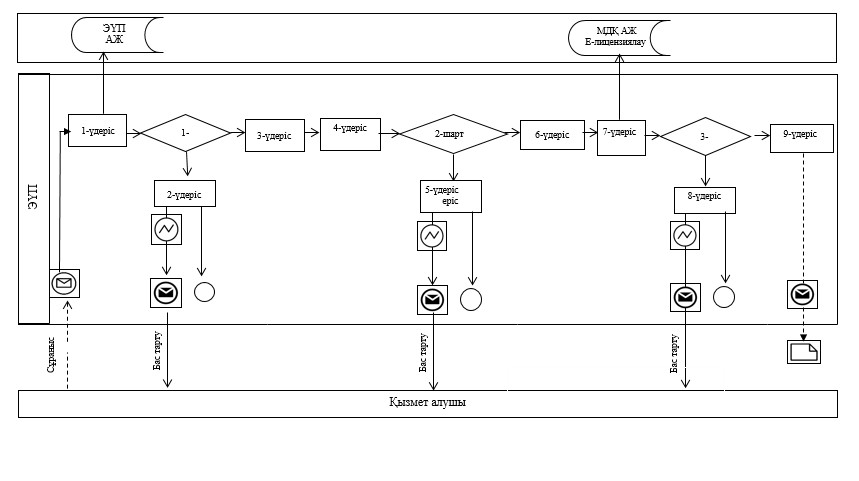 ЭҮП
АЖ
МДҚ АЖ
Е-лицензиялау
ЭҮП
1-үдеріс
1-
3-үдеріс
4-үдеріс
2-шарт
6-үдеріс
7-үдеріс
3-
9-үдеріс
2-үдеріс
5-үдеріс
еріс
8-үдеріс
Сұраныс
Бас тарту
Бас тарту
Бас тарту
Қызмет алушы